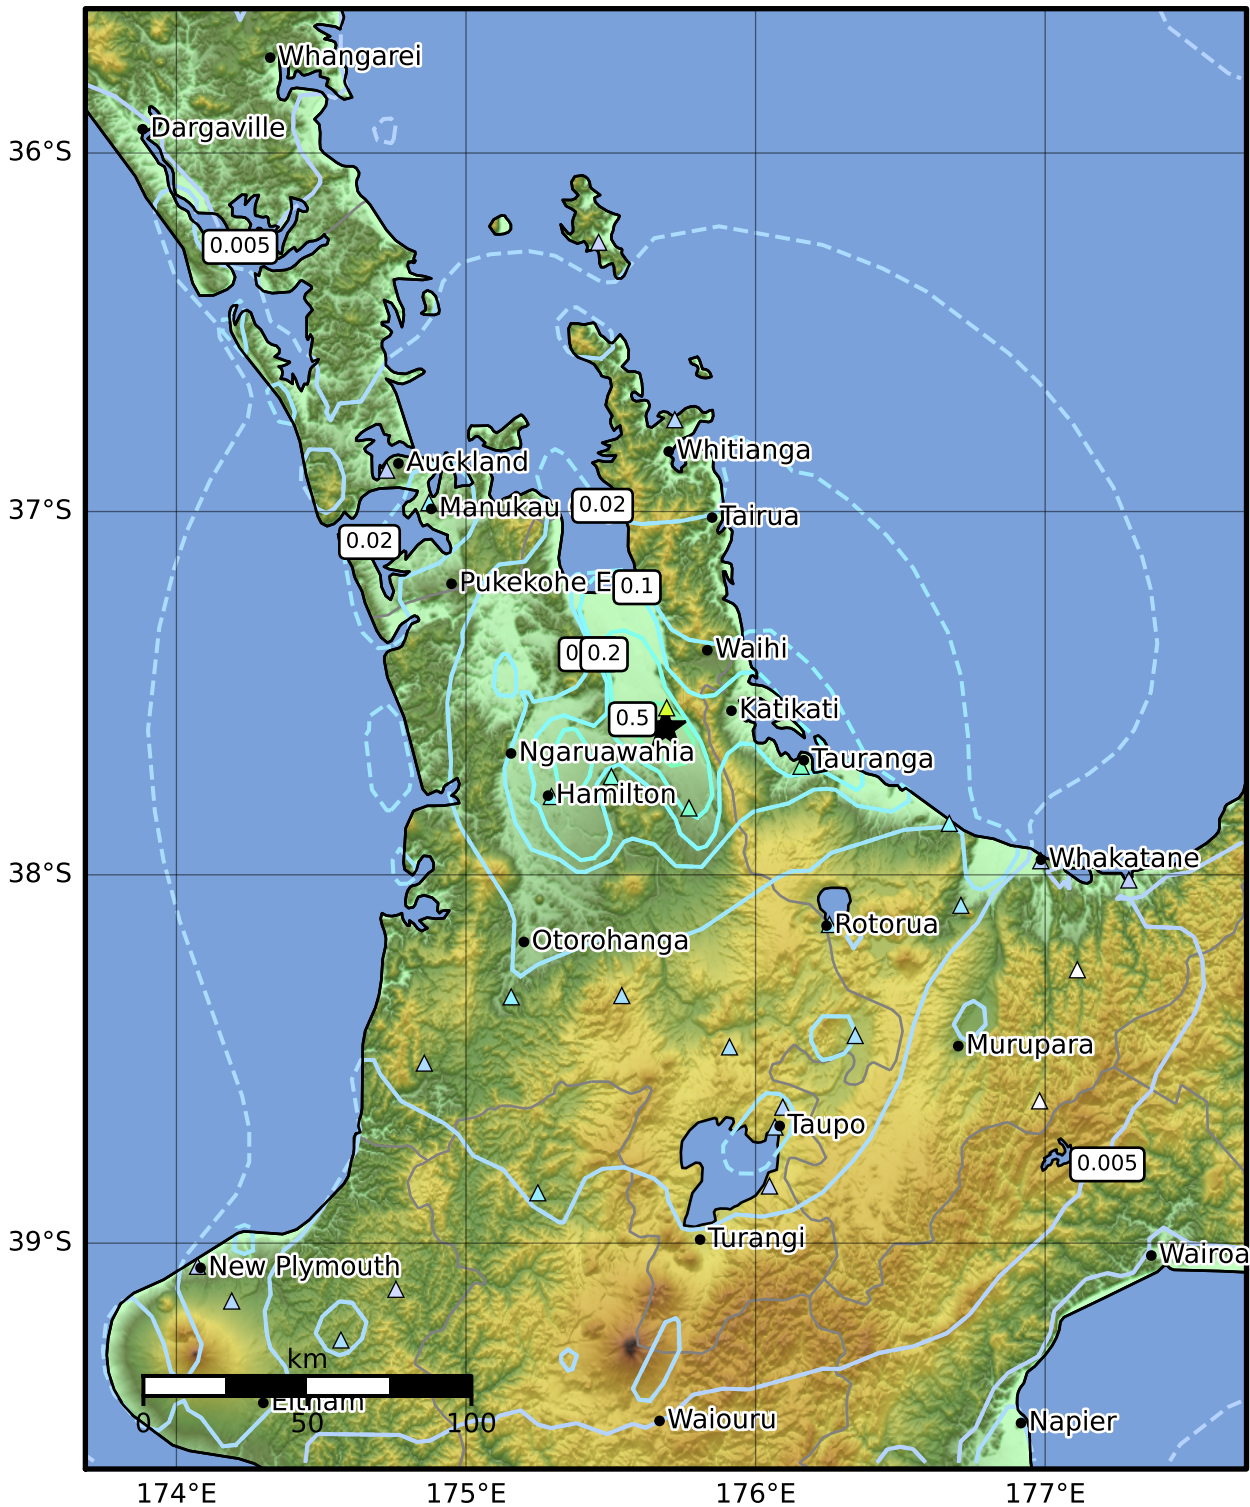 Whangarei
Dargaville
36°S
0.005
Whitianga
Auckland
Manukau
0.02
Tairua
37°S
0.02
Pukekohe E
0.1
Waihi
0
0.2
Katikati
0.5
Ngaruawahia
Tauranga
Hamilton
Whakatane
38°S
Rotorua
Otorohanga
Murupara
Taupo
0.005
39°S
Turangi
Wairoa
New Plymouth
km
Eltham
0
50
100
Waiouru
Napier
174°E
175°E
176°E
177°E